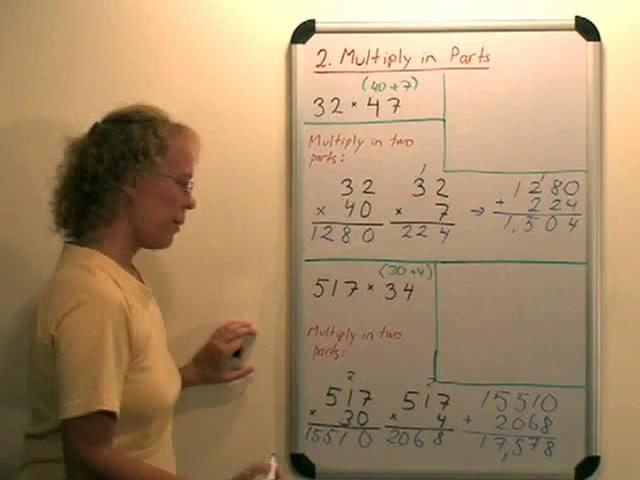 2. Multiply in Parts
(40+7)
32 × 47
Multiply in two
parts:
1
32 32 1
× 40 × 7 → 1280
1280 224 + 224
1,504
(30+4)
517 × 34
Multiply in two
parts:
2 2
517 517 15510
× 30 × 4 + 2068
15510 2068 17,578